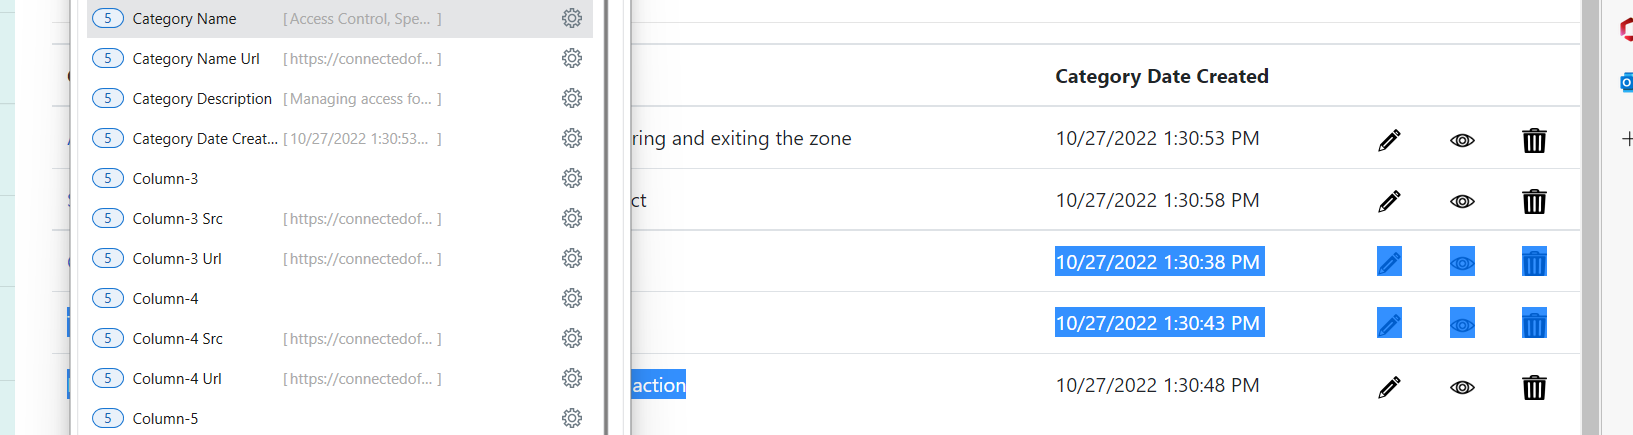 5 Category Name [Access Control, Spe... ]
5 Category Name Url [https://connectedof... ]
Category Date Created
5 Category Description [Managing access fo... ]
5 Category Date Creat... [10/27/2022 1:30:53... ]
ring and exiting the zone 10/27/2022 1:30:53 PM
5 Column-3
ct 10/27/2022 1:30:58 PM
5 Column-3 Src [https://connectedof... ]
5 Column-3 Url [https://connectedof... ]
10/27/2022 1:30:38 PM
5 Column-4
10/27/2022 1:30:43 PM
5 Column-4 Src [https://connectedof... ]
5 Column-4 Url [https://connectedof... ]
action 10/27/2022 1:30:48 PM
5 Column-5